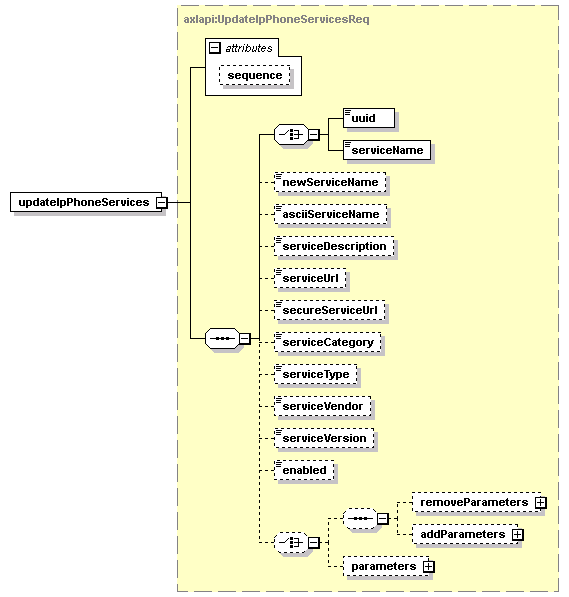 axlapi:UpdateIpPhoneServicesReq
attributes
sequence
uuid
serviceName
newServiceName
asciiServiceName
updateIpPhoneServices
serviceDescription
serviceUrl
secureServiceUrl
serviceCategory
serviceType
serviceVendor
serviceVersion
enabled
removeParameters
addParameters
parameters